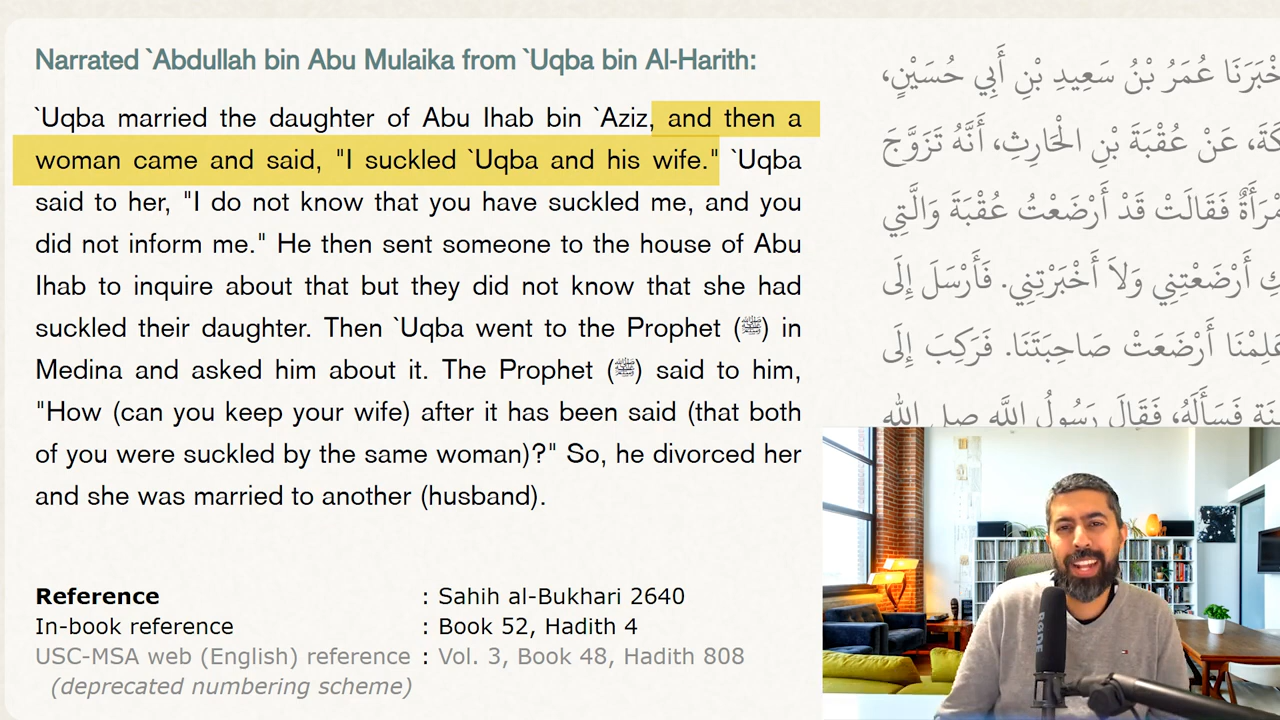 Narrated `Abdullah bin Abu Mulaika from `Uqba bin Al-Harith:
`Uqba married the daughter of Abu Ihab bin `Aziz, and then a
woman came and said, "I suckled `Uqba and his wife." `Uqba
said to her, "I do not know that you have suckled me, and you
did not inform me." He then sent someone to the house of Abu
Ihab to inquire about that but they did not know that she had
suckled their daughter. Then `Uqba went to the Prophet (ﷺ) in
Medina and asked him about it. The Prophet (ﷺ) said to him,
"How (can you keep your wife) after it has been said (that both
of you were suckled by the same woman)?" So, he divorced her
and she was married to another (husband).
Reference : Sahih al-Bukhari 2640
In-book reference : Book 52, Hadith 4
USC-MSA web (English) reference : Vol. 3, Book 48, Hadith 808
(deprecated numbering scheme)
عُمَرُ بْنُ سَعِيدِ بْنِ أَبِي حُسَيْنٍ،
عَنْ عُقْبَةَ بْنِ الْحَارِثِ، أَنَّهُ تَزَوَّجَ
فَقَالَتْ قَدْ أَرْضَعْتُ عُقْبَةَ وَالَّتِي
أَرْضَعْتِنِي وَلاَ أَخْبَرْتِنِي. فَأَرْسَلَ إِلَى
أَرْضَعَتْ صَاحِبَتَنَا. فَرَكِبَ إِلَى
فَسَأَلَهُ، فَقَالَ رَسُولُ اللَّهِ صلى الله
RODE